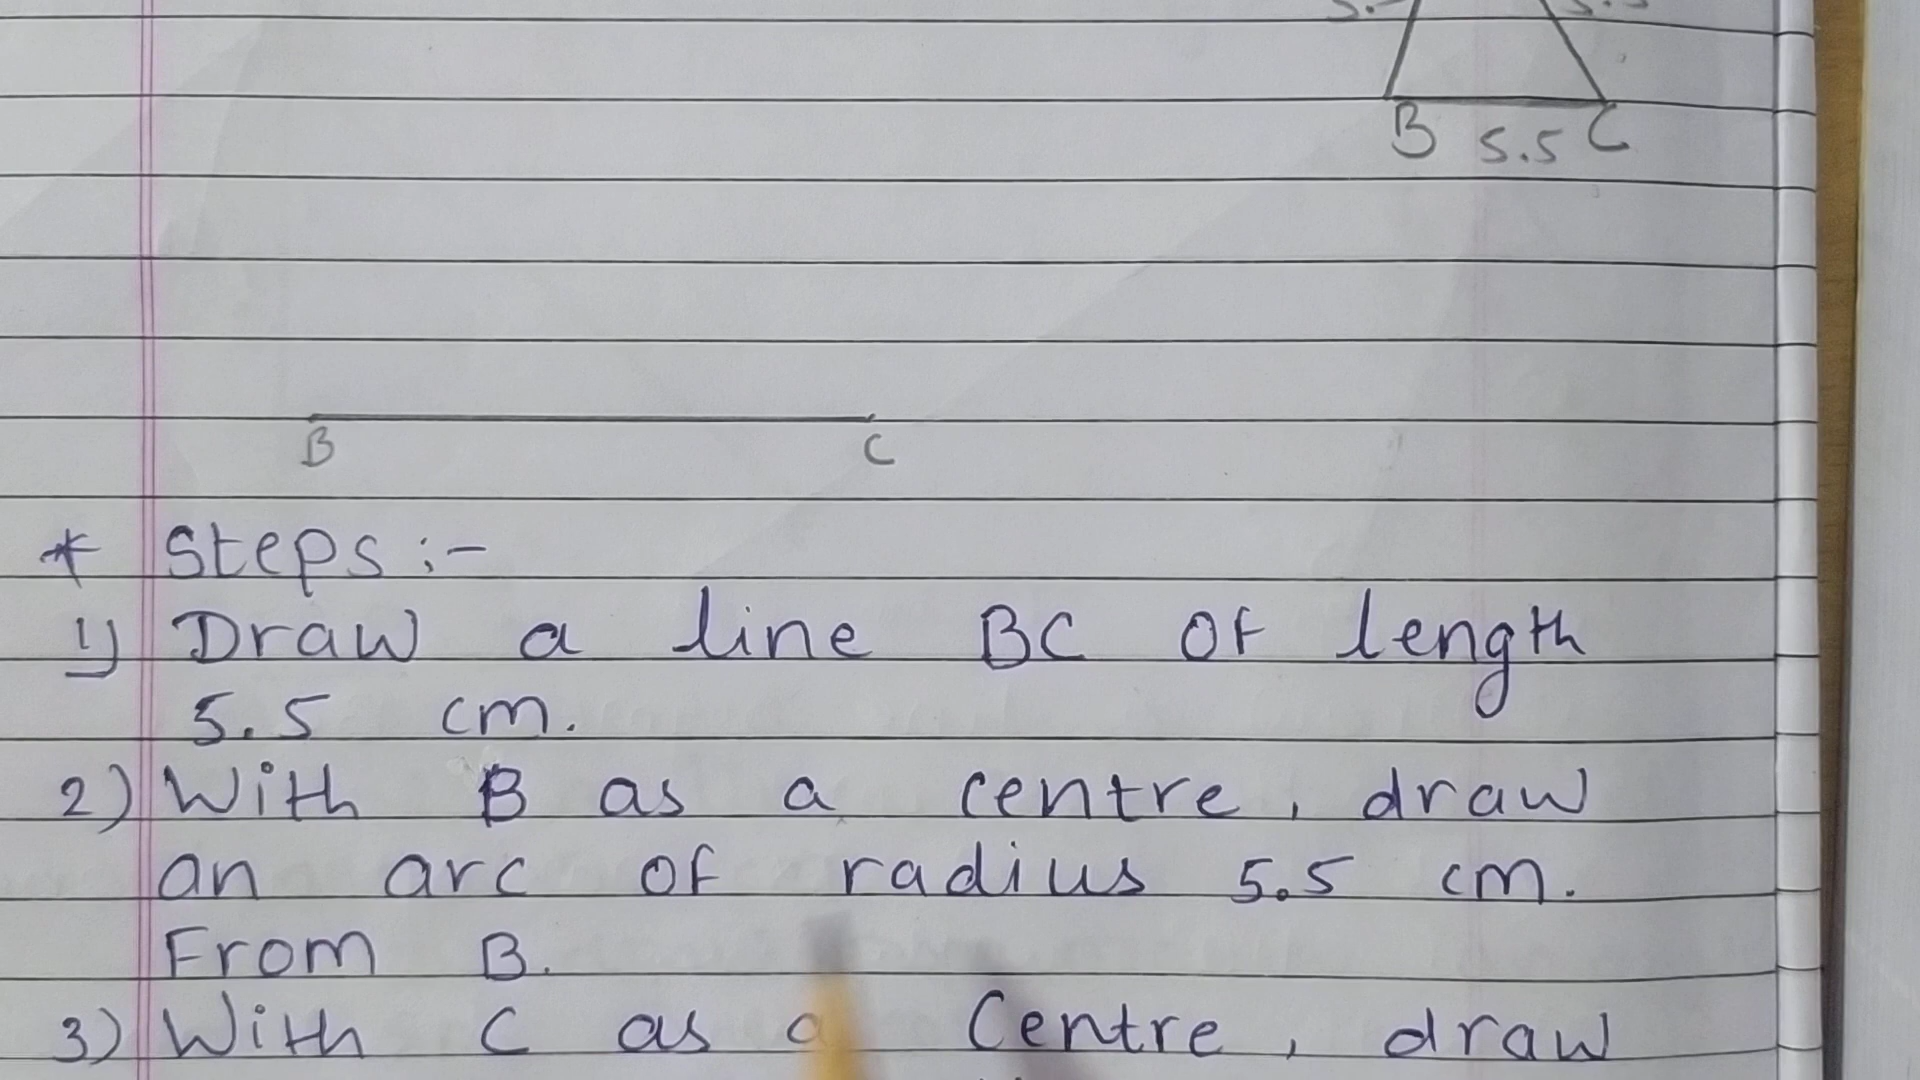 B 5.5 C
B C
* Steps :-
1) Draw a line BC of length
5.5 cm.
2) With B as a centre, draw
an arc of radius 5.5 cm.
From B.
3) With C as a Centre, draw